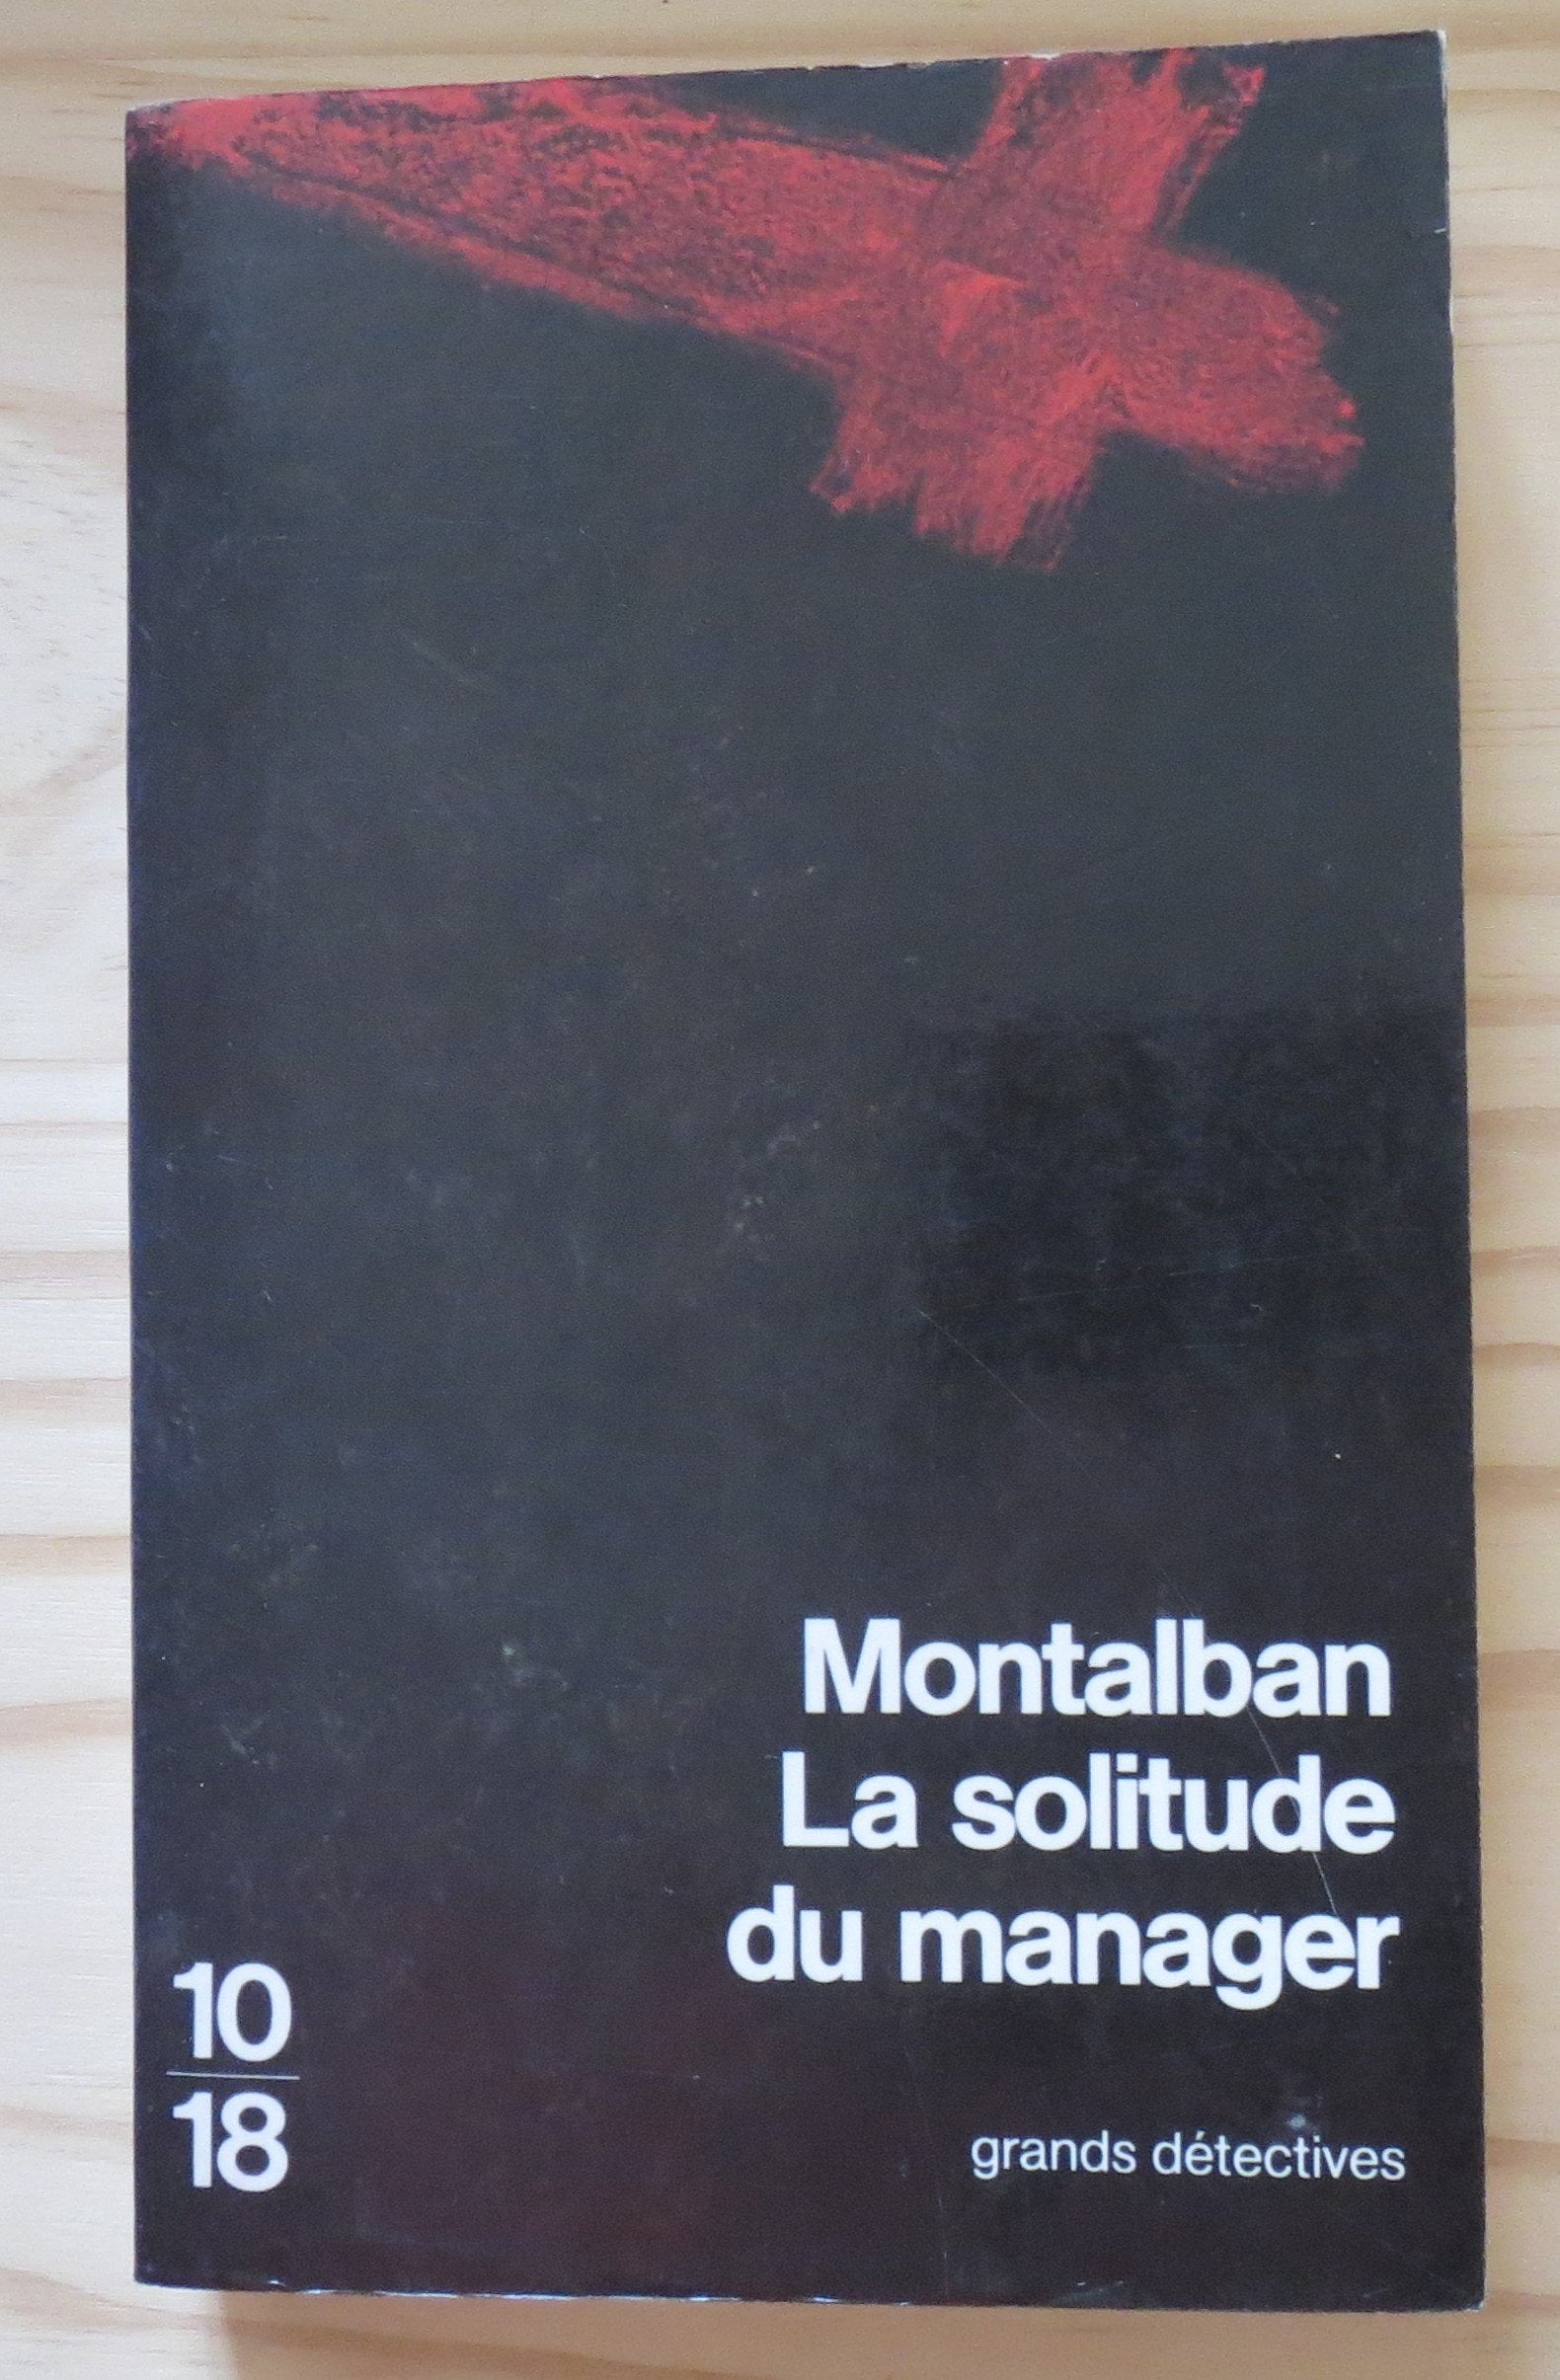 Montalban
La solitude
du manager
10
18
grands détectives